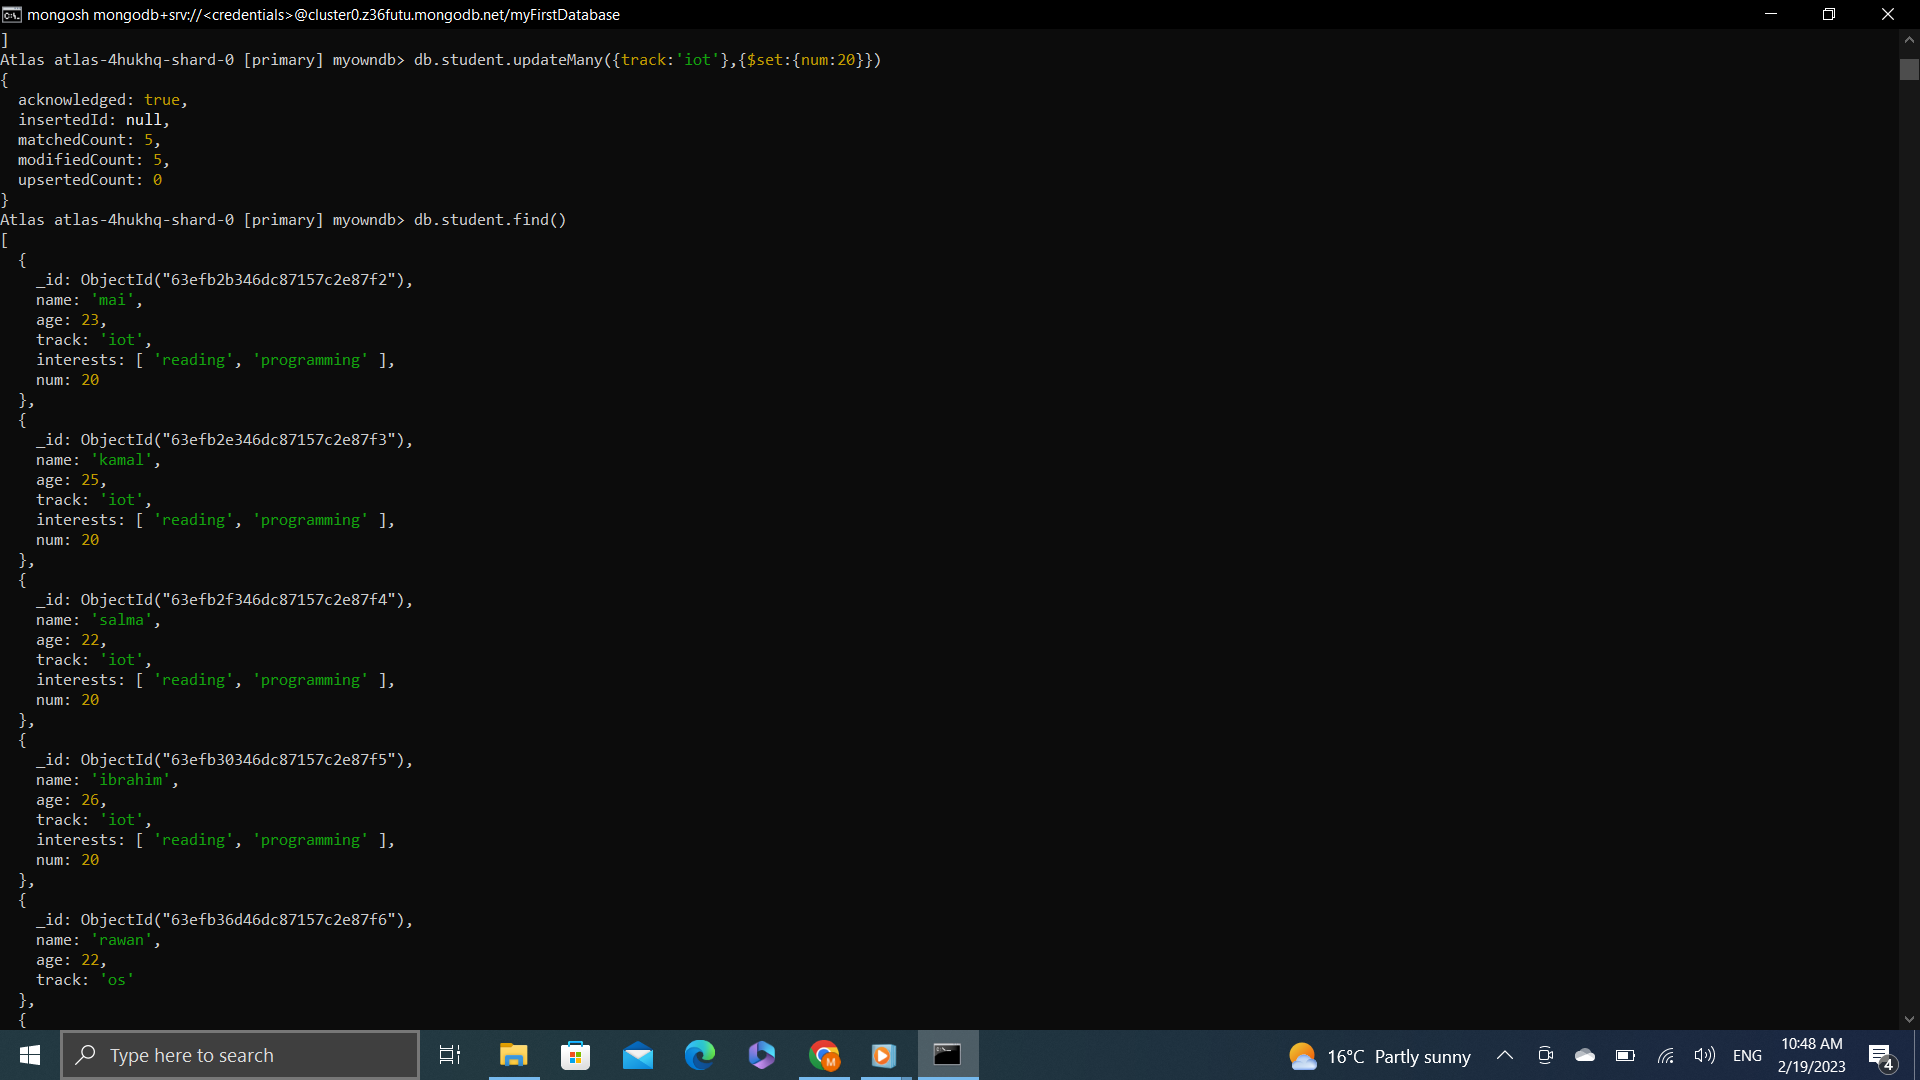 mongosh mongodb+srv://<credentials>@cluster0.z36futu.mongodb.net/myFirstDatabase
]
Atlas atlas-4hukhq-shard-0 [primary] myowndb> db.student.updateMany({track:'iot'},{$set:{num:20}})
{
  acknowledged: true,
  insertedId: null,
  matchedCount: 5,
  modifiedCount: 5,
  upsertedCount: 0
}
Atlas atlas-4hukhq-shard-0 [primary] myowndb> db.student.find()
[
  {
    _id: ObjectId("63efb2b346dc87157c2e87f2"),
    name: 'mai',
    age: 23,
    track: 'iot',
    interests: [ 'reading', 'programming' ],
    num: 20
  },
  {
    _id: ObjectId("63efb2e346dc87157c2e87f3"),
    name: 'kamal',
    age: 25,
    track: 'iot',
    interests: [ 'reading', 'programming' ],
    num: 20
  },
  {
    _id: ObjectId("63efb2f346dc87157c2e87f4"),
    name: 'salma',
    age: 22,
    track: 'iot',
    interests: [ 'reading', 'programming' ],
    num: 20
  },
  {
    _id: ObjectId("63efb30346dc87157c2e87f5"),
    name: 'ibrahim',
    age: 26,
    track: 'iot',
    interests: [ 'reading', 'programming' ],
    num: 20
  },
  {
    _id: ObjectId("63efb36d46dc87157c2e87f6"),
    name: 'rawan',
    age: 22,
    track: 'os'
  },
  {
Type here to search
M
16°C Partly sunny
ENG
10:48 AM
2/19/2023
4